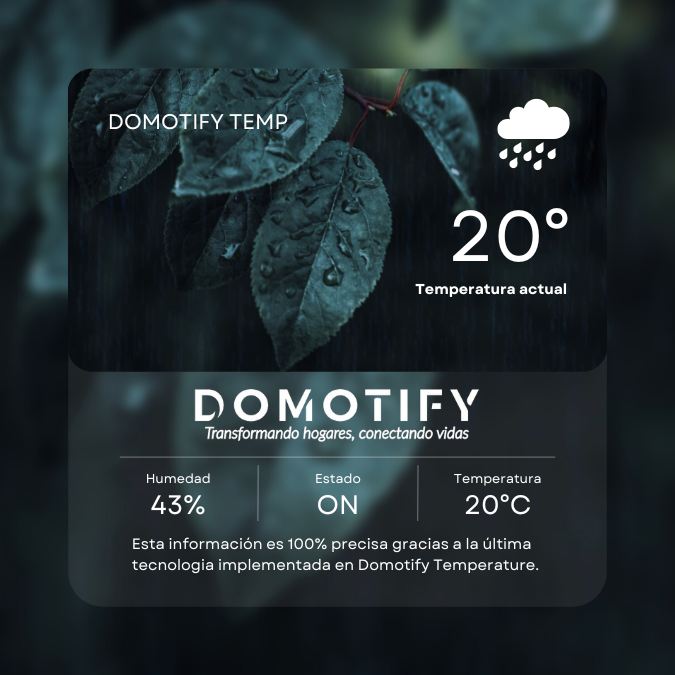 DOMOTIFY TEMP
20°
Temperatura actual
DOMOTIFY
Transformando hogares, conectando vidas
Humedad
43%
Estado
ON
Temperatura
20°C
Esta información es 100% precisa gracias a la última
tecnologia implementada en Domotify Temperature.